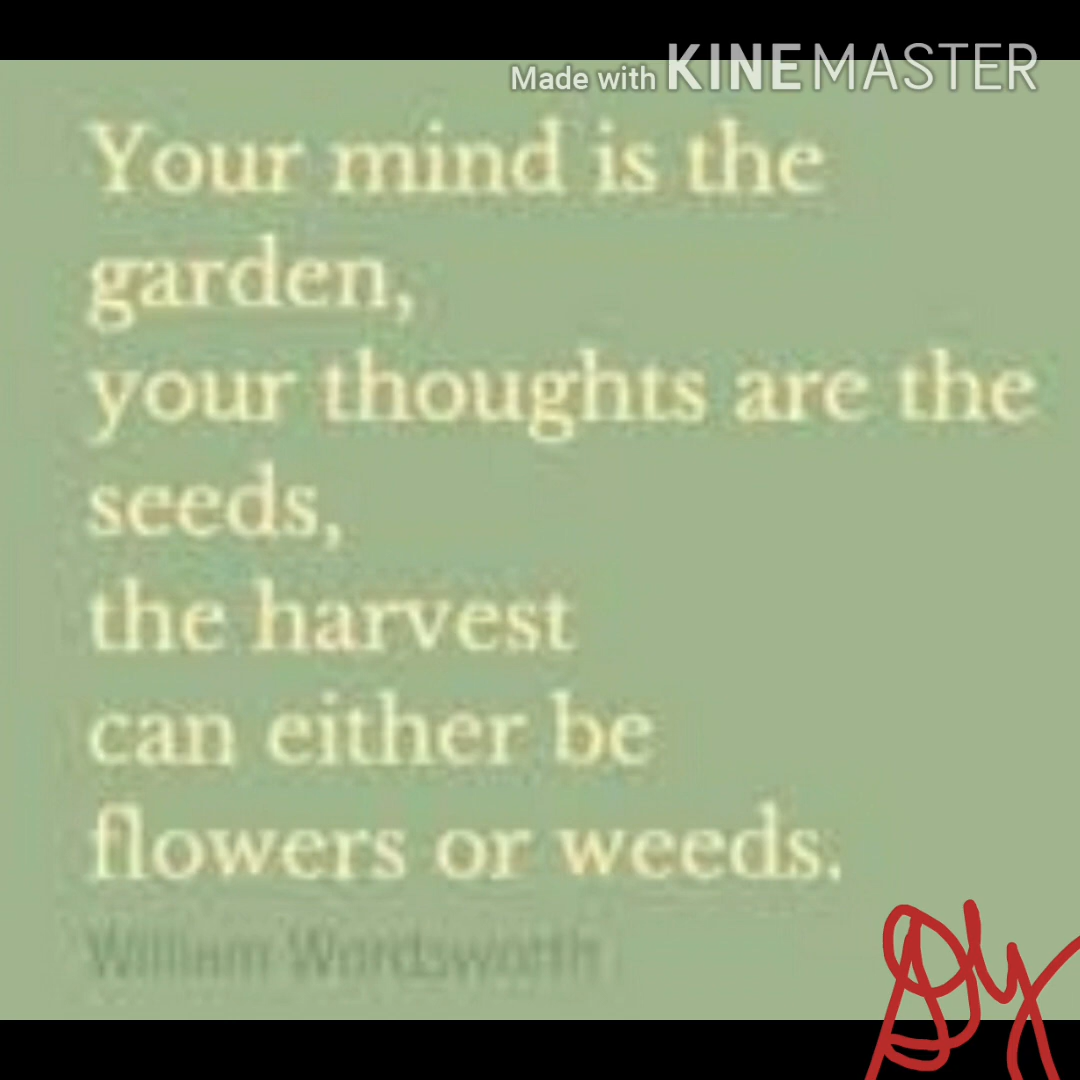 Made with KINEMASTER
Your mind is the
garden,
your thoughts are the
seeds,
the harvest
can either be
flowers or weeds.
William Wordsworth